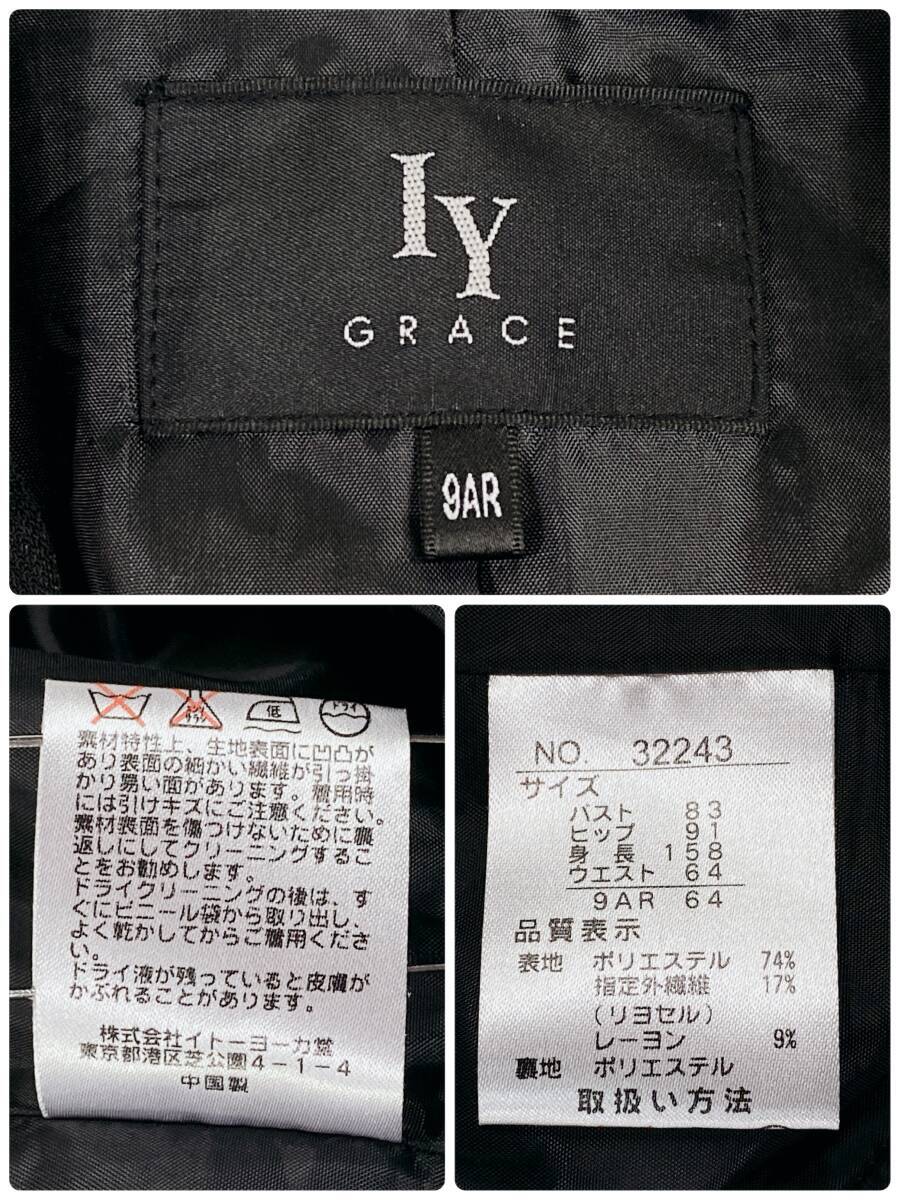 IY
GRACE
9AR
エンソ
サラシ
低
ドライ
素材特性上、生地表面に凹凸が
あり表面の細かい繊維が引っ掛
かり易い面があります。着用時
には引けキズにご注意ください。
素材表面を傷つけないために裏
返しにしてクリーニングするこ
とをお勧めします。
ドライクリーニングの後は、す
ぐにビニール袋から取り出し、
よく乾かしてからご着用くださ
い。
ドライ液が残っていると皮膚が
かぶれることがあります。
株式会社イトーヨーカ堂
東京都港区芝公園4-1-4
中国製
NO. 32243
サイズ
バスト 83
ヒップ 91
身長 158
ウエスト 64
9AR 64
品質表示
表地 ポリエステル 74%
指定外繊維 17%
(リヨセル)
レーヨン 9%
裏地 ポリエステル
取扱い方法